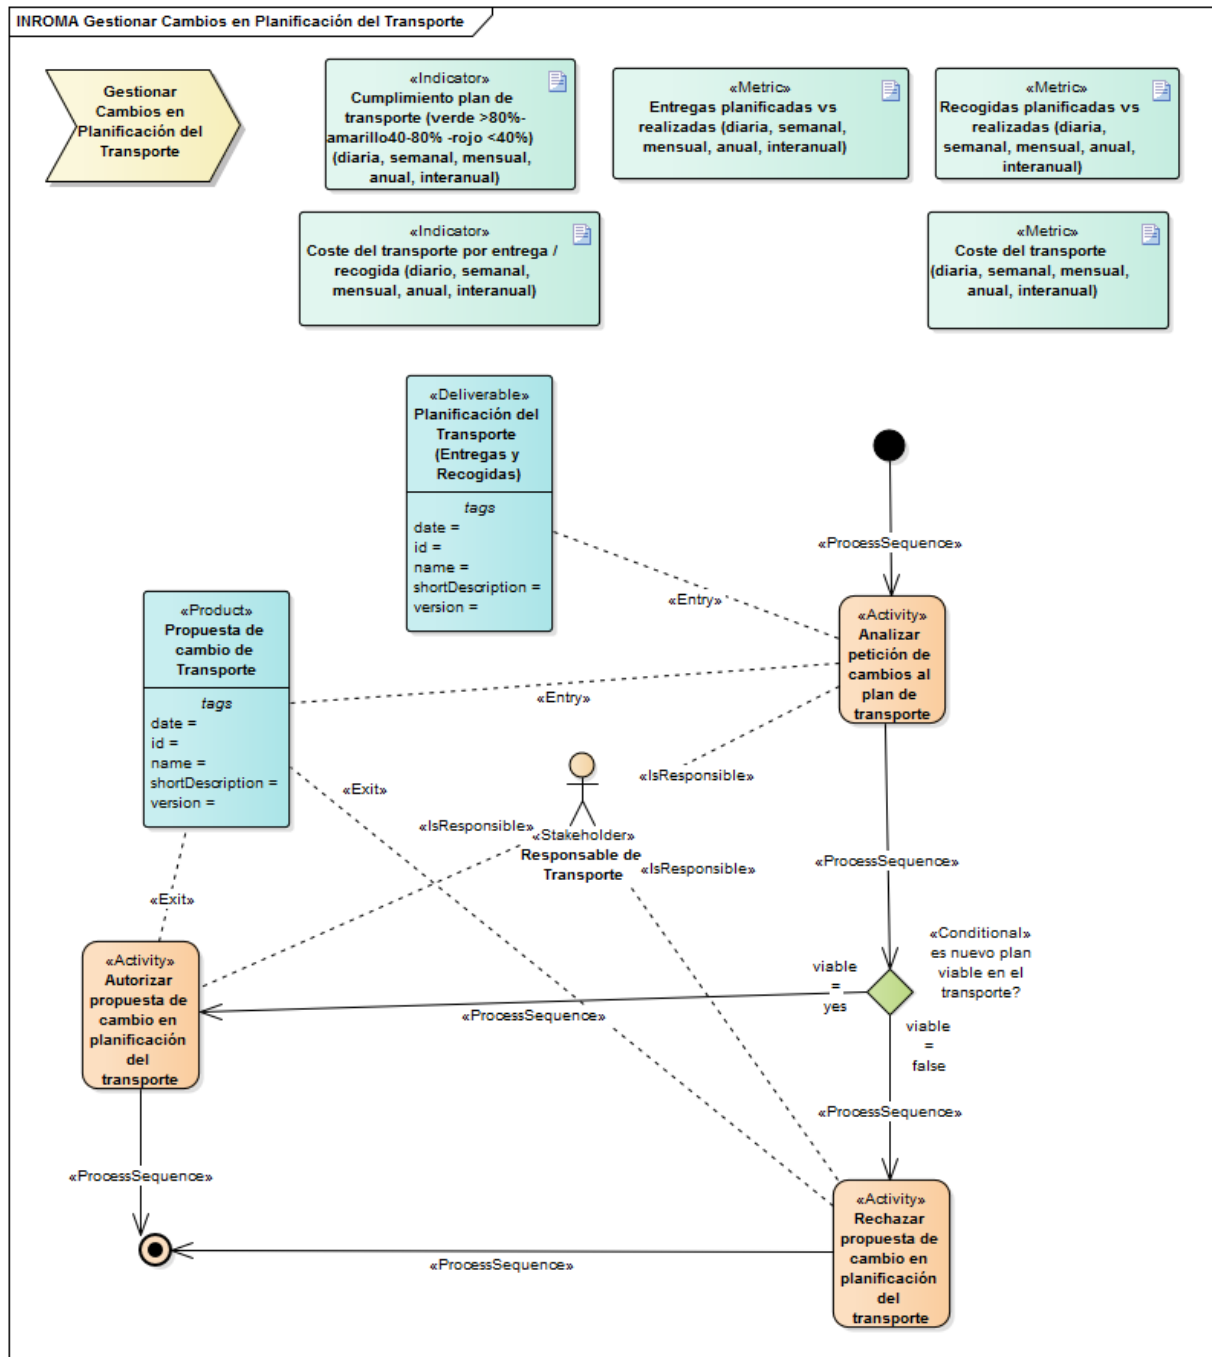 INROMA Gestionar Cambios en Planificación del Transporte
Gestionar
Cambios en
Planificación del
Transporte
«Indicator»
Cumplimiento plan de
transporte (verde >80%-
amarillo40-80% -rojo <40%)
(diaria, semanal, mensual,
anual, interanual)
«Metric»
Entregas planificadas vs
realizadas (diaria, semanal,
mensual, anual, interanual)
«Metric»
Recogidas planificadas vs
realizadas (diaria,
semanal, mensual, anual,
interanual)
«Indicator»
Coste del transporte por entrega /
recogida (diario, semanal,
mensual, anual, interanual)
«Metric»
Coste del transporte
(diaria, semanal, mensual,
anual, interanual)
«Deliverable»
Planificación del
Transporte
(Entregas y
Recogidas)
tags
date =
id =
name =
shortDescription =
version =
«ProcessSequence»
«Entry»
«Activity»
Analizar
petición de
cambios al
plan de
transporte
«Product»
Propuesta de
cambio de
Transporte
tags
date =
id =
name =
shortDescription =
version =
«Entry»
«IsResponsible»
«Exit»
«IsResponsible»
«Stakeholder»
Responsable de
Transporte
«IsResponsible»
«ProcessSequence»
«Exit»
«Conditional»
es nuevo plan
viable en el
transporte?
viable
=
yes
«Activity»
Autorizar
propuesta de
cambio en
planificación
del
transporte
«ProcessSequence»
viable
=
false
«ProcessSequence»
«ProcessSequence»
«Activity»
Rechazar
propuesta de
cambio en
planificación
del
transporte
«ProcessSequence»